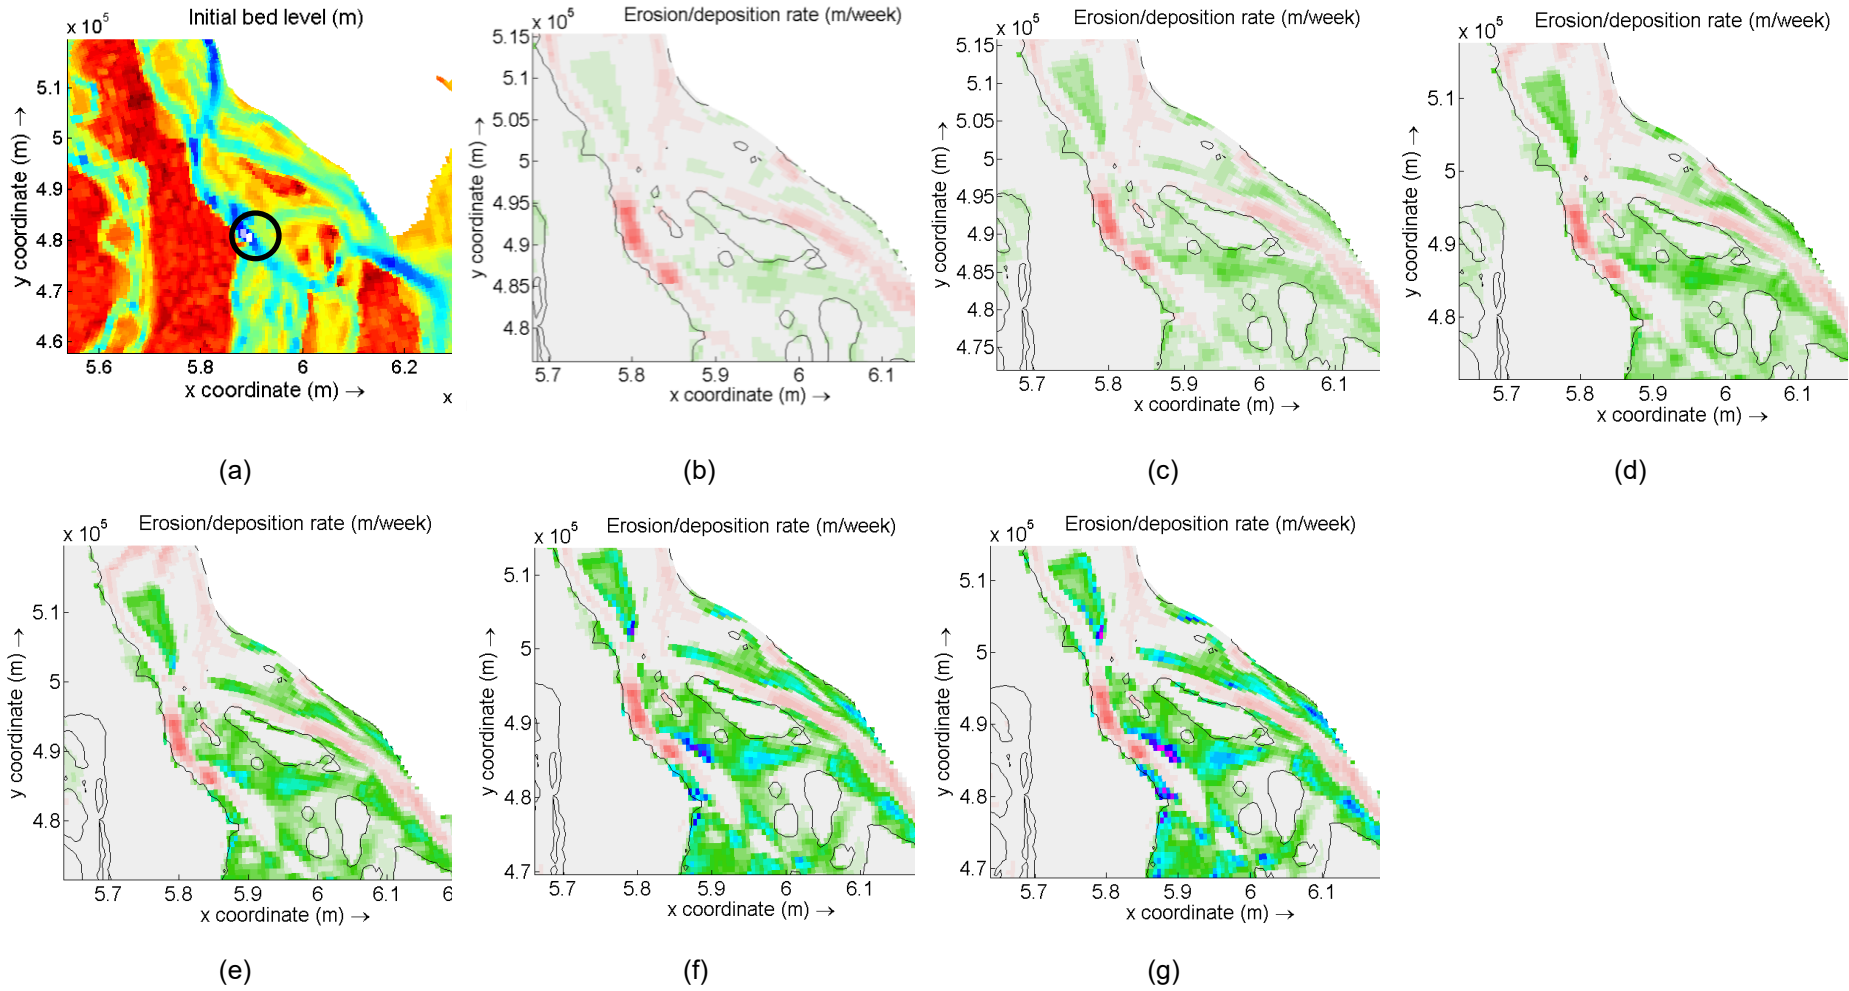 Initial bed level (m)
x 10^5
5.1
5
4.9
4.8
4.7
4.6
y coordinate (m) →
5.6
5.8
6
6.2
x coordinate (m) →
x
(a)
Erosion/deposition rate (m/week)
x 10^5
5.15
5.1
5.05
5
4.95
4.9
4.85
4.8
y coordinate (m) →
5.7
5.8
5.9
6
6.1
x coordinate (m) →
(b)
Erosion/deposition rate (m/week)
x 10^5
5.15
5.1
5.05
5
4.95
4.9
4.85
4.8
4.75
y coordinate (m) →
5.7
5.8
5.9
6
6.1
x coordinate (m) →
(c)
Erosion/deposition rate (m/week)
x 10^5
5.1
5
4.9
4.8
y coordinate (m) →
5.7
5.8
5.9
6
6.1
x coordinate (m) →
(d)
Erosion/deposition rate (m/week)
x 10^5
5.1
5
4.9
4.8
y coordinate (m) →
5.7
5.8
5.9
6
6.1
6
x coordinate (m) →
(e)
Erosion/deposition rate (m/week)
x 10^5
5.1
5
4.9
4.8
4.7
y coordinate (m) →
5.7
5.8
5.9
6
6.1
x coordinate (m) →
(f)
Erosion/deposition rate (m/week)
x 10^5
5.1
5
4.9
4.8
4.7
y coordinate (m) →
5.7
5.8
5.9
6
6.1
x coordinate (m) →
(g)